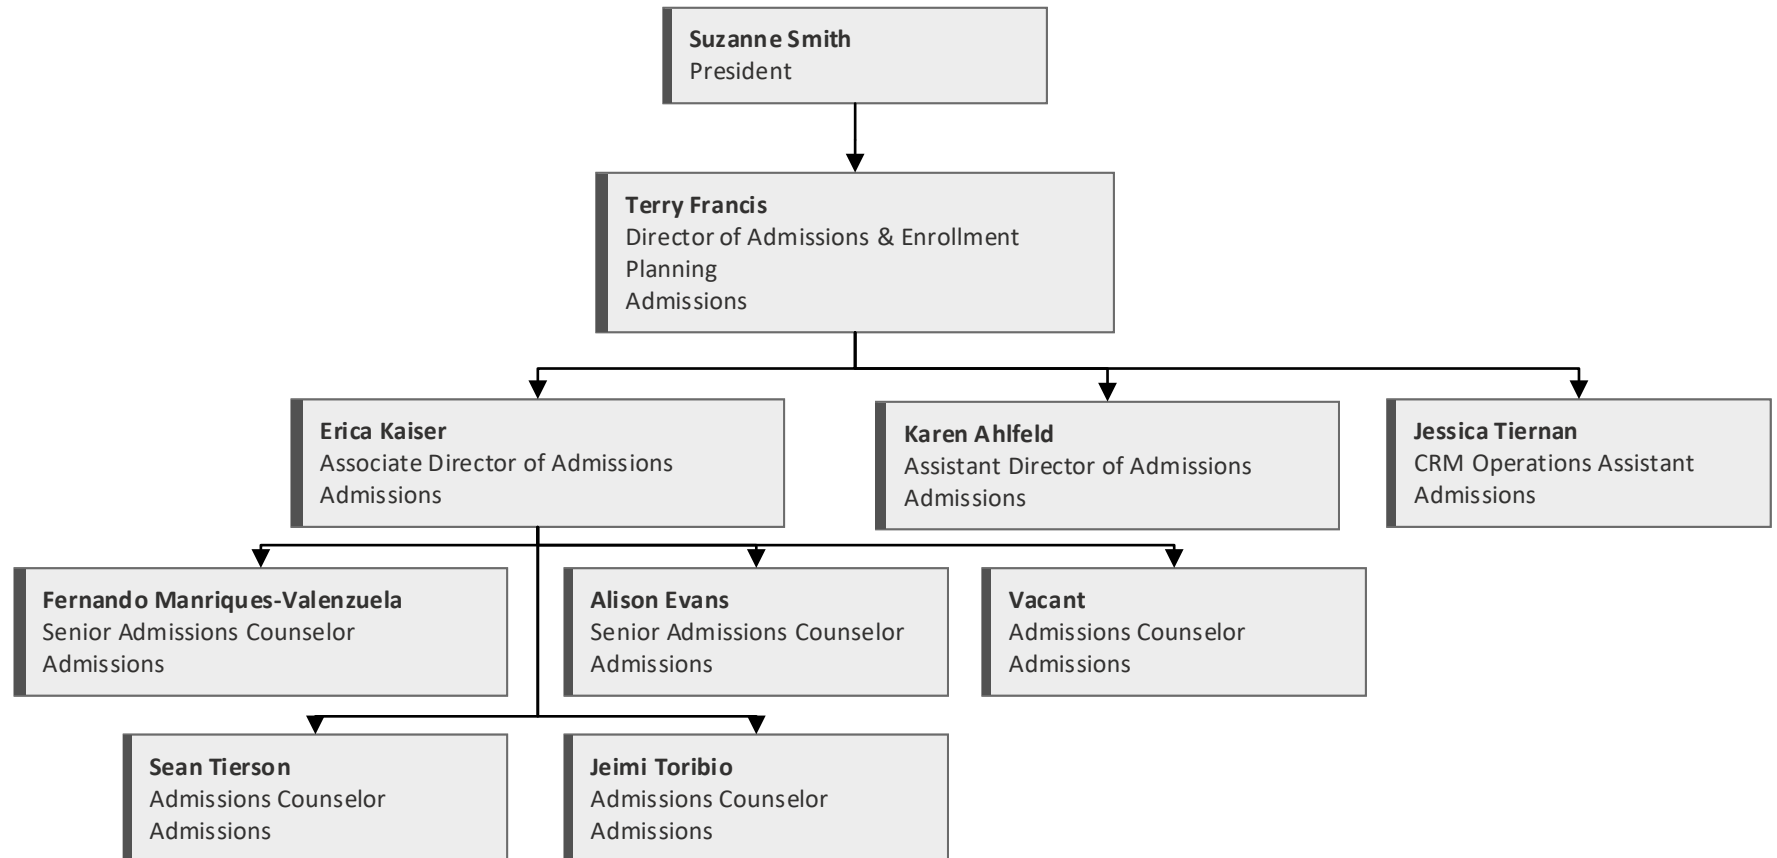 Suzanne Smith
President
Terry Francis
Director of Admissions & Enrollment
Planning
Admissions
Erica Kaiser
Associate Director of Admissions
Admissions
Karen Ahlfeld
Assistant Director of Admissions
Admissions
Jessica Tiernan
CRM Operations Assistant
Admissions
Fernando Manriques-Valenzuela
Senior Admissions Counselor
Admissions
Alison Evans
Senior Admissions Counselor
Admissions
Vacant
Admissions Counselor
Admissions
Sean Tierson
Admissions Counselor
Admissions
Jeimi Toribio
Admissions Counselor
Admissions